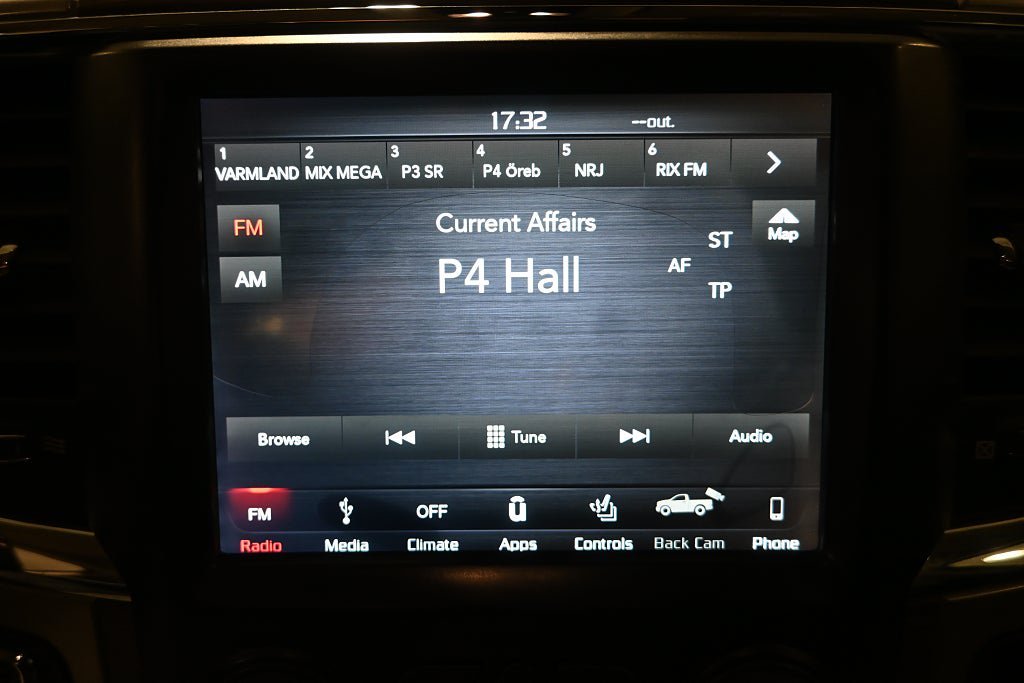 17:32 --out.
1 VARMLAND 2 MIX MEGA 3 P3 SR 4 P4 Öreb 5 NRJ 6 RIX FM
FM Current Affairs Map
ST
AM P4 Hall AF
TP
Browse Tune Audio
FM OFF
Radio Media Climate Apps Controls Back Cam Phone